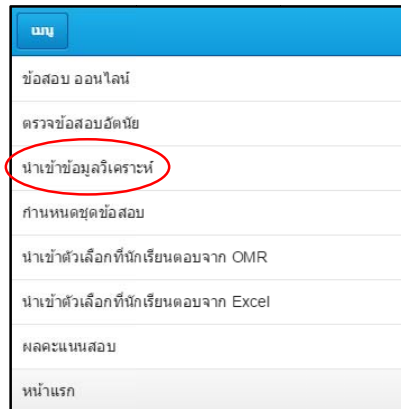 เมนู
ข้อสอบ ออนไลน์
ตรวจข้อสอบอัตนัย
นำเข้าข้อมูลวิเคราะห์
กำหนดชุดข้อสอบ
นำเข้าตัวเลือกที่นักเรียนตอบจาก OMR
นำเข้าตัวเลือกที่นักเรียนตอบจาก Excel
ผลคะแนนสอบ
หน้าแรก